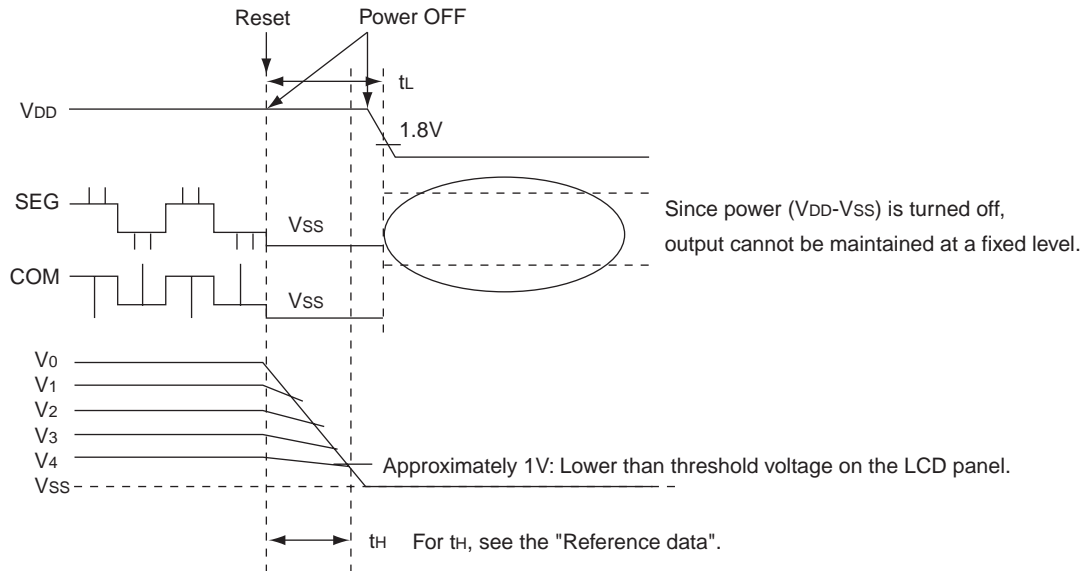 Reset
Power OFF
tL
VDD
1.8V
SEG
VSS
Since power (VDD-VSS) is turned off,
output cannot be maintained at a fixed level.
COM
VSS
V0
V1
V2
V3
V4
Approximately 1V: Lower than threshold voltage on the LCD panel.
VSS
tH
For tH, see the "Reference data".